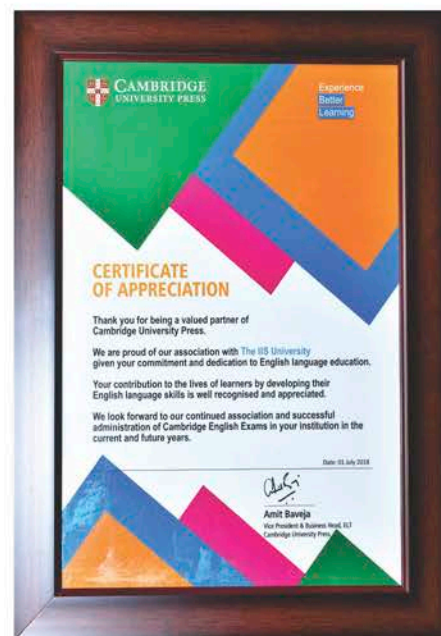 CAMBRIDGE
UNIVERSITY PRESS
Experience
Better
Learning
CERTIFICATE
OF APPRECIATION
Thank you for being a valued partner of
Cambridge University Press.
We are proud of our association with The IIS University
given your commitment and dedication to English language education.
Your contribution to the lives of learners by developing their
English language skills is well recognised and appreciated.
We look forward to our continued association and successful
administration of Cambridge English Exams in your Institution in the
current and future years.
Date: 01 July 2018
Amit Baveja
Vice President & Business Head, ELT
Cambridge University Press